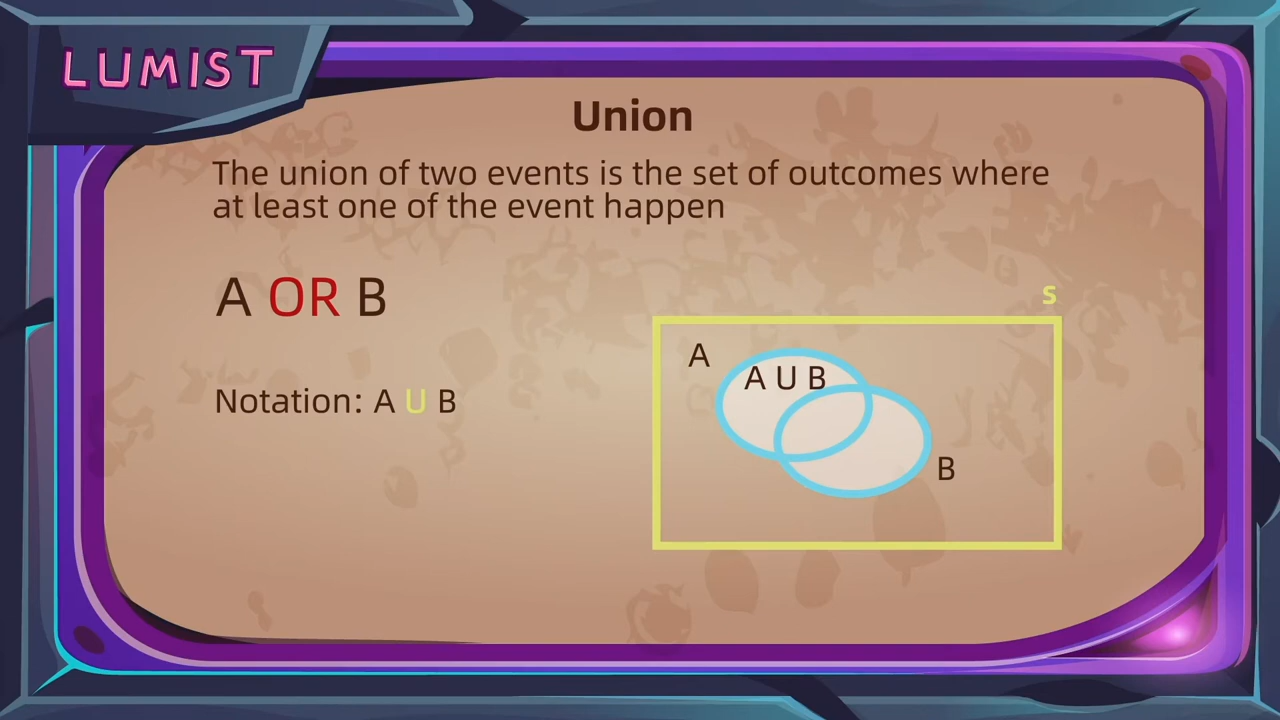 LUMIST
Union
The union of two events is the set of outcomes where
at least one of the event happen
A OR B
Notation: A U B
S
A
A U B
B